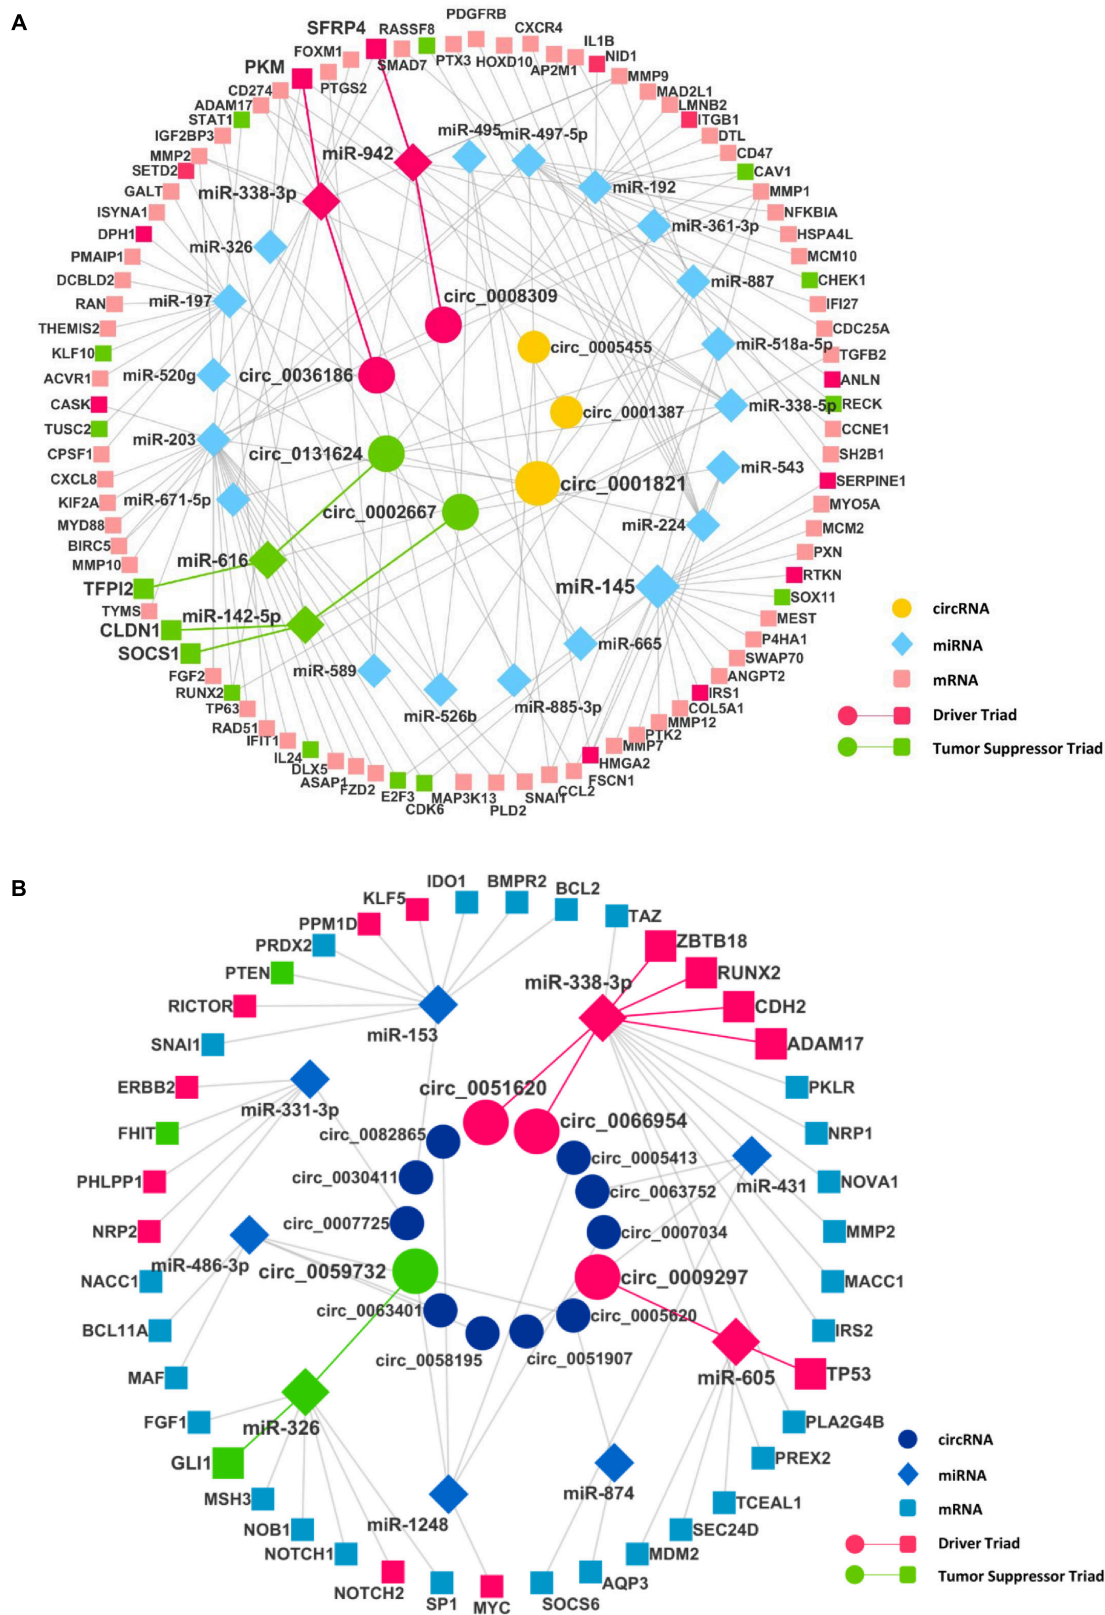 A
PDGFRB
SFRP4
RASSF8
CXCR4
IL1B
FOXM1
SMAD7
PTX3
HOXD10
AP2M1
NID1
PKM
PTGS2
MMP9
CD274
MAD2L1
ADAM17
LMNB2
STAT1
ITGB1
IGF2BP3
miR-495
miR-497-5p
DTL
MMP2
miR-942
CD47
SETD2
CAV1
GALT
miR-338-3p
miR-192
MMP1
ISYNA1
NFKBIA
DPH1
miR-326
miR-361-3p
HSPA4L
PMAIP1
MCM10
DCBLD2
miR-887
CHEK1
RAN
miR-197
circ_0008309
IFI27
THEMIS2
CDC25A
KLF10
circ_0005455
miR-518a-5p
TGFB2
ACVR1
miR-520g
circ_0036186
ANLN
CASK
circ_0001387
miR-338-5p
RECK
TUSC2
miR-203
CCNE1
CPSF1
circ_0131624
SH2B1
CXCL8
miR-543
SERPINE1
KIF2A
miR-671-5p
circ_0001821
MYO5A
MYD88
circ_0002667
miR-224
MCM2
BIRC5
PXN
MMP10
miR-616
RTKN
TFPI2
miR-145
SOX11
TYMS
miR-142-5p
MEST
CLDN1
P4HA1
SOCS1
miR-665
SWAP70
FGF2
miR-589
ANGPT2
RUNX2
IRS1
TP63
miR-526b
miR-885-3p
COL5A1
RAD51
MMP12
IFIT1
PTK2
IL24
MMP7
DLX5
HMGA2
ASAP1
FSCN1
FZD2
CCL2
E2F3
SNAI1
CDK6
MAP3K13
PLD2
circRNA
miRNA
mRNA
Driver Triad
Tumor Suppressor Triad
B
IDO1
BMPR2
BCL2
KLF5
TAZ
PPM1D
ZBTB18
PRDX2
RUNX2
PTEN
miR-338-3p
CDH2
RICTOR
miR-153
ADAM17
SNAI1
ERBB2
miR-331-3p
circ_0051620
PKLR
FHIT
circ_0082865
circ_0066954
NRP1
circ_0005413
PHLPP1
circ_0030411
circ_0063752
miR-431
NOVA1
NRP2
circ_0007725
circ_0007034
MMP2
miR-486-3p
circ_0059732
circ_0009297
NACC1
MACC1
circ_0063401
circ_0005620
BCL11A
circ_0058195
circ_0051907
IRS2
MAF
miR-605
TP53
FGF1
miR-326
PLA2G4B
GLI1
PREX2
MSH3
miR-1248
miR-874
TCEAL1
NOB1
SEC24D
NOTCH1
MDM2
NOTCH2
SP1
MYC
SOCS6
AQP3
circRNA
miRNA
mRNA
Driver Triad
Tumor Suppressor Triad